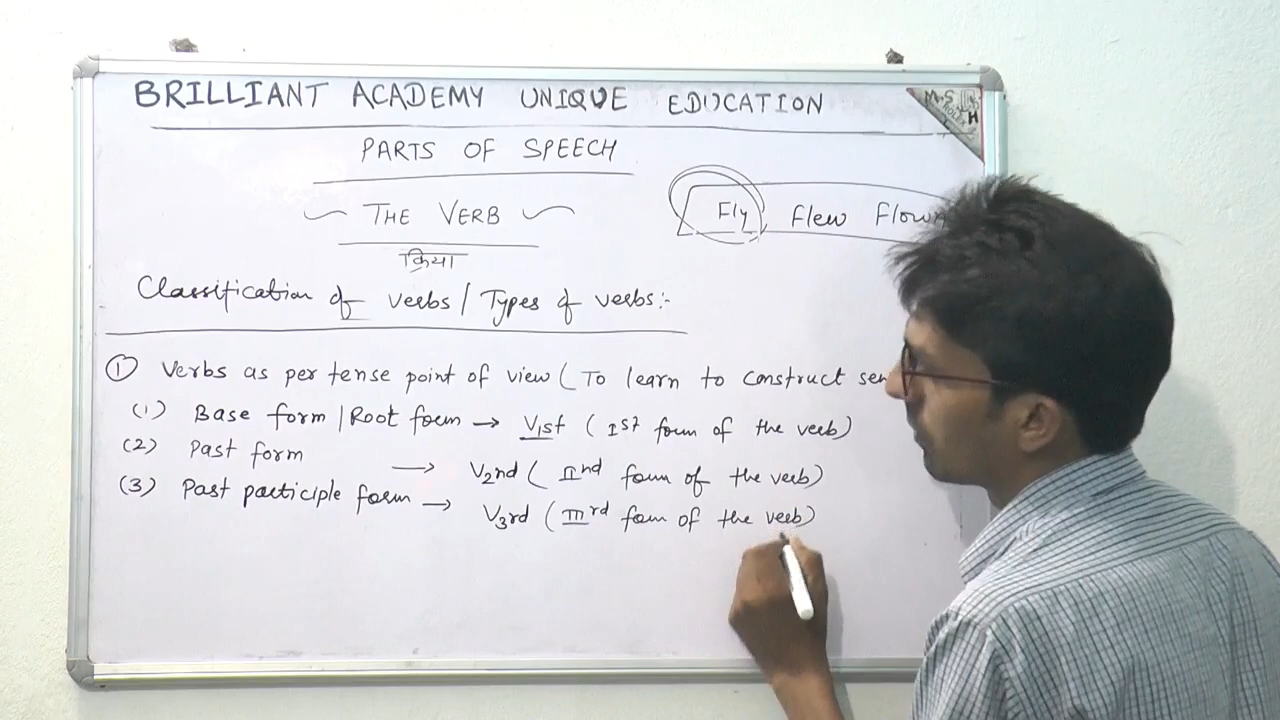 BRILLIANT ACADEMY UNIQUE EDUCATION
PARTS OF SPEECH
THE VERB
क्रिया
Fly Flew
Classification of verbs / Types of verbs:-
① Verbs as per tense point of view ( To learn to construct
(1) Base form / Root form → V1st ( Ist form of the verb)
(2) Past form → V2nd ( IInd form of the verb)
(3) Past participle form → V3rd ( IIIrd form of the verb)